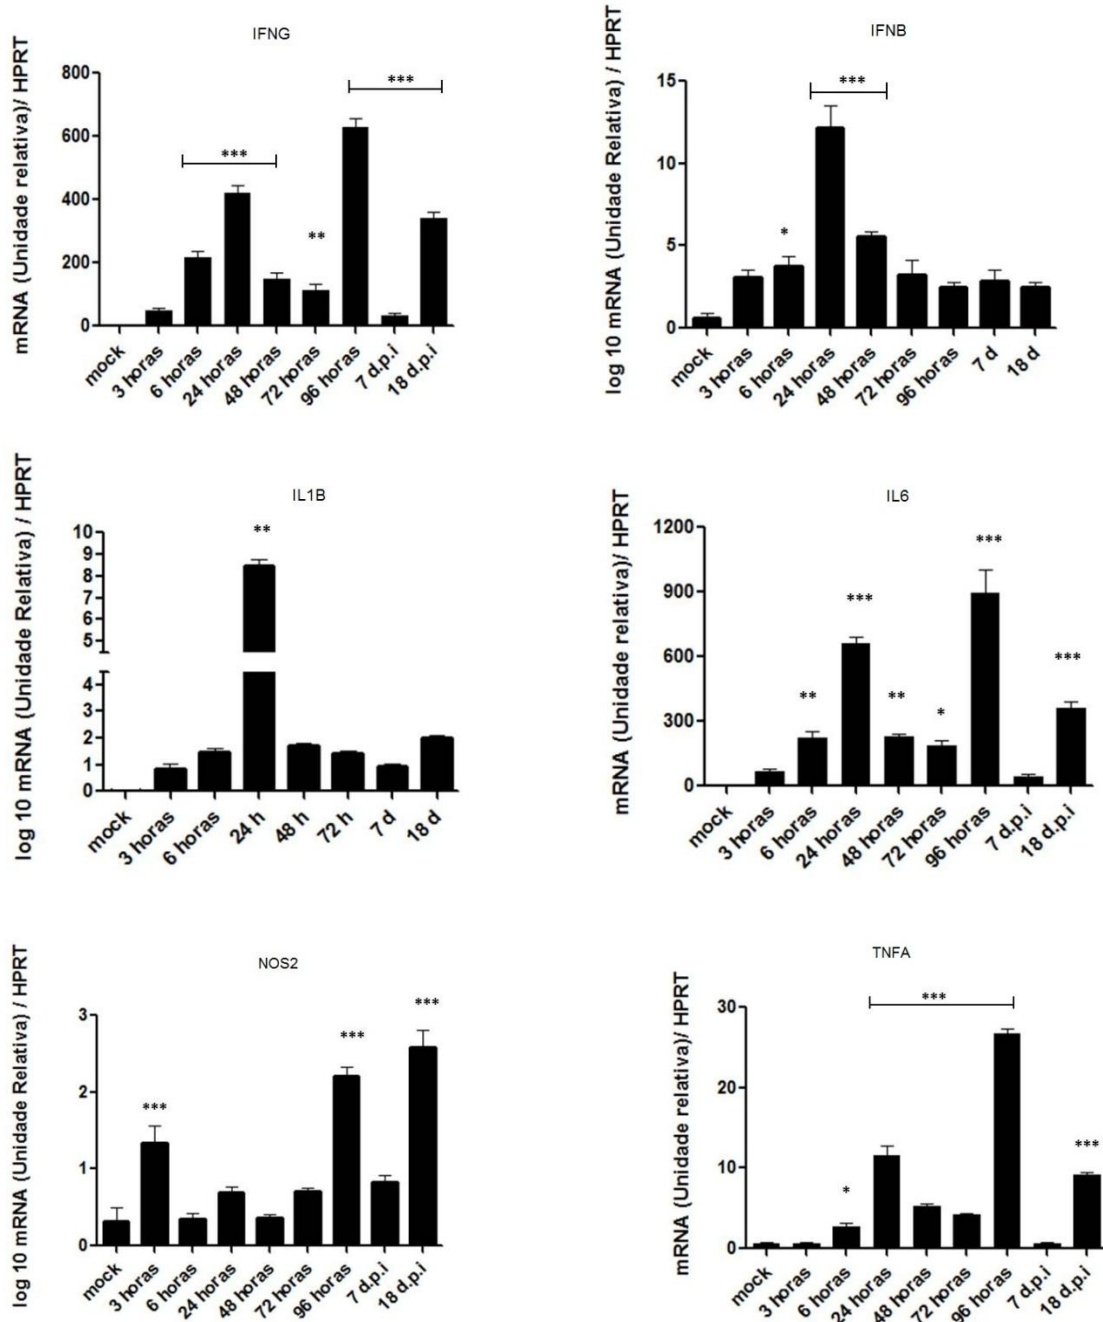 IFNG
mRNA (Unidade relativa)/ HPRT
800
600
400
200
0
***
***
**
mock
3 horas
6 horas
24 horas
48 horas
72 horas
96 horas
7 d.p.i
18 d.p.i
IFNB
log 10 mRNA (Unidade Relativa) / HPRT
15
10
5
0
***
*
mock
3 horas
6 horas
24 horas
48 horas
72 horas
96 horas
7 d
18 d
IL1B
log 10 mRNA (Unidade Relativa) / HPRT
10
9
8
7
6
5
4
3
2
1
0
**
mock
3 horas
6 horas
24 h
48 h
72 h
7 d
18 d
IL6
mRNA (Unidade relativa)/ HPRT
1200
900
600
300
0
**
***
**
*
***
***
mock
3 horas
6 horas
24 horas
48 horas
72 horas
96 horas
7 d.p.i
18 d.p.i
NOS2
log 10 mRNA (Unidade Relativa) / HPRT
3
2
1
0
***
***
***
mock
3 horas
6 horas
24 horas
48 horas
72 horas
96 horas
7 d.p.i
18 d.p.i
TNFA
mRNA (Unidade relativa)/ HPRT
30
20
10
0
***
*
***
mock
3 horas
6 horas
24 horas
48 horas
72 horas
96 horas
7 d.p.i
18 d.p.i